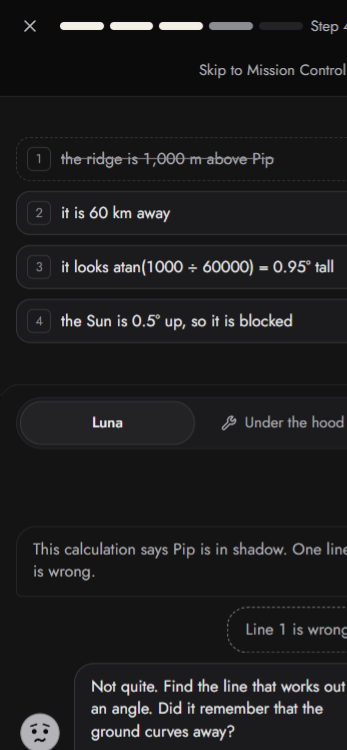 Step 4
Skip to Mission Control
1 the ridge is 1,000 m above Pip
2 it is 60 km away
3 it looks atan(1000 ÷ 60000) = 0.95° tall
4 the Sun is 0.5° up, so it is blocked
Luna Under the hood
This calculation says Pip is in shadow. One line
is wrong.
Line 1 is wrong
Not quite. Find the line that works out
an angle. Did it remember that the
ground curves away?